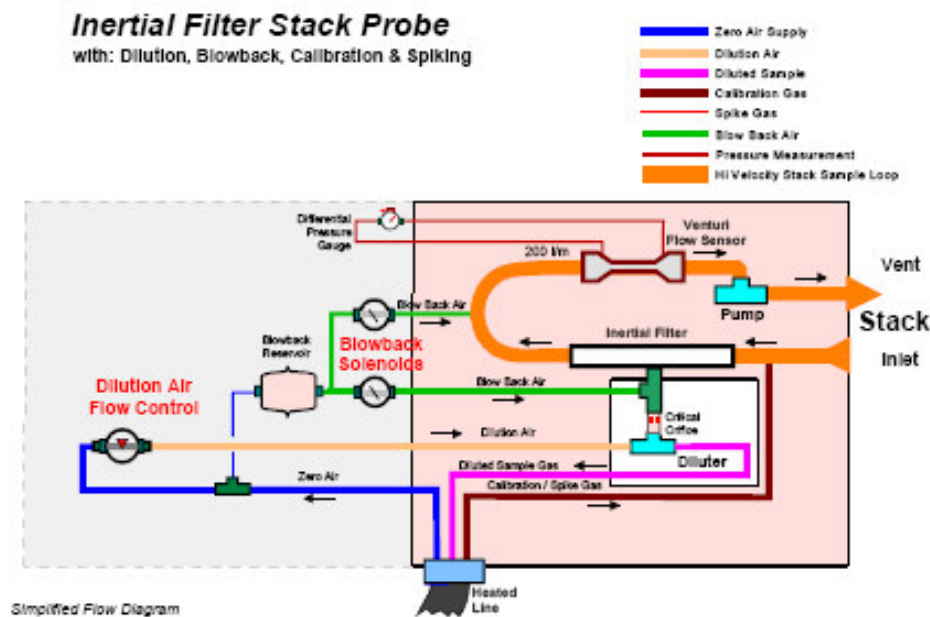 Inertial Filter Stack Probe
with: Dilution, Blowback, Calibration & Spiking
Zero Air Supply
Dilution Air
Diluted Sample
Calibration Gas
Spike Gas
Blow Back Air
Pressure Measurement
Hi Velocity Stack Sample Loop
Differential
Pressure
Gauge
Venturi
Flow Sensor
200 l/m
Vent
Pump
Stack
Inlet
Blow Back Air
Inertial Filter
Blowback
Reservoir
Blowback
Solenoids
Blow Back Air
Dilution Air
Flow Control
Critical
Orifice
Dilution Air
Diluter
Diluted Sample Gas
Zero Air
Calibration / Spike Gas
Heated
Line
Simplified Flow Diagram